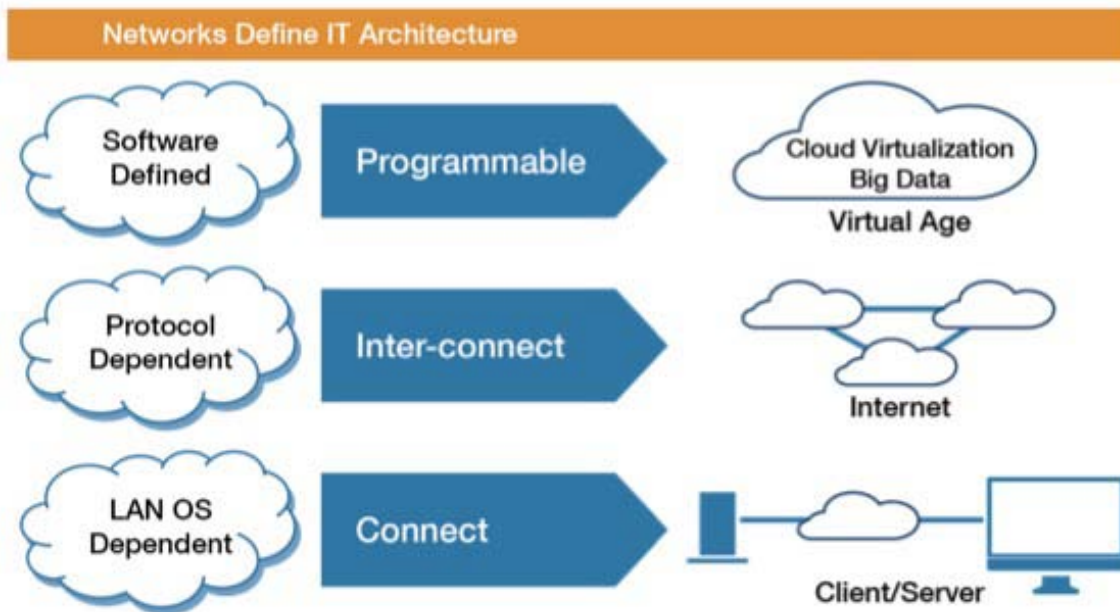 Networks Define IT Architecture
Software
Defined
Programmable
Cloud Virtualization
Big Data
Virtual Age
Protocol
Dependent
Inter-connect
Internet
LAN OS
Dependent
Connect
Client/Server